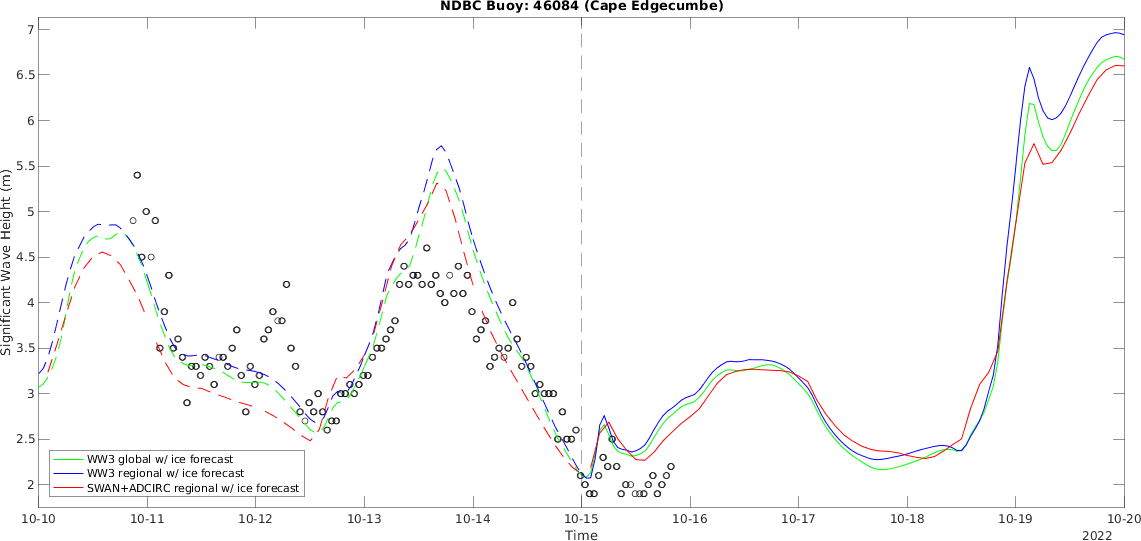 NDBC Buoy: 46084 (Cape Edgecumbe)
7
6.5
6
5.5
5
4.5
4
3.5
3
2.5
2
Significant Wave Height (m)
WW3 global w/ ice forecast
WW3 regional w/ ice forecast
SWAN+ADCIRC regional w/ ice forecast
10-10 10-11 10-12 10-13 10-14 10-15 10-16 10-17 10-18 10-19 10-20
Time
2022